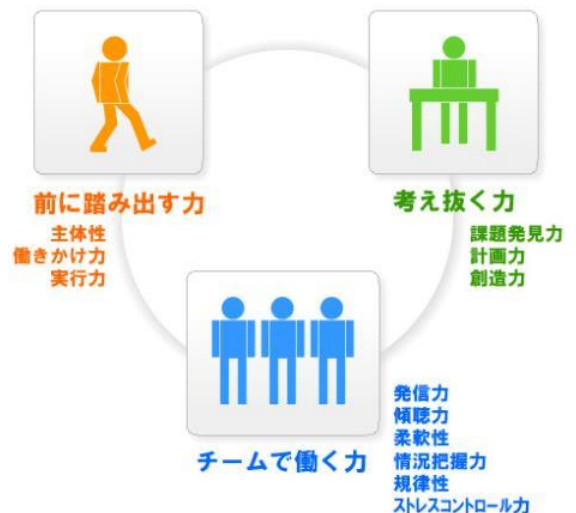 前に踏み出す力
主体性
働きかけ力
実行力
考え抜く力
課題発見力
計画力
創造力
チームで働く力
発信力
傾聴力
柔軟性
情況把握力
規律性
ストレスコントロール力